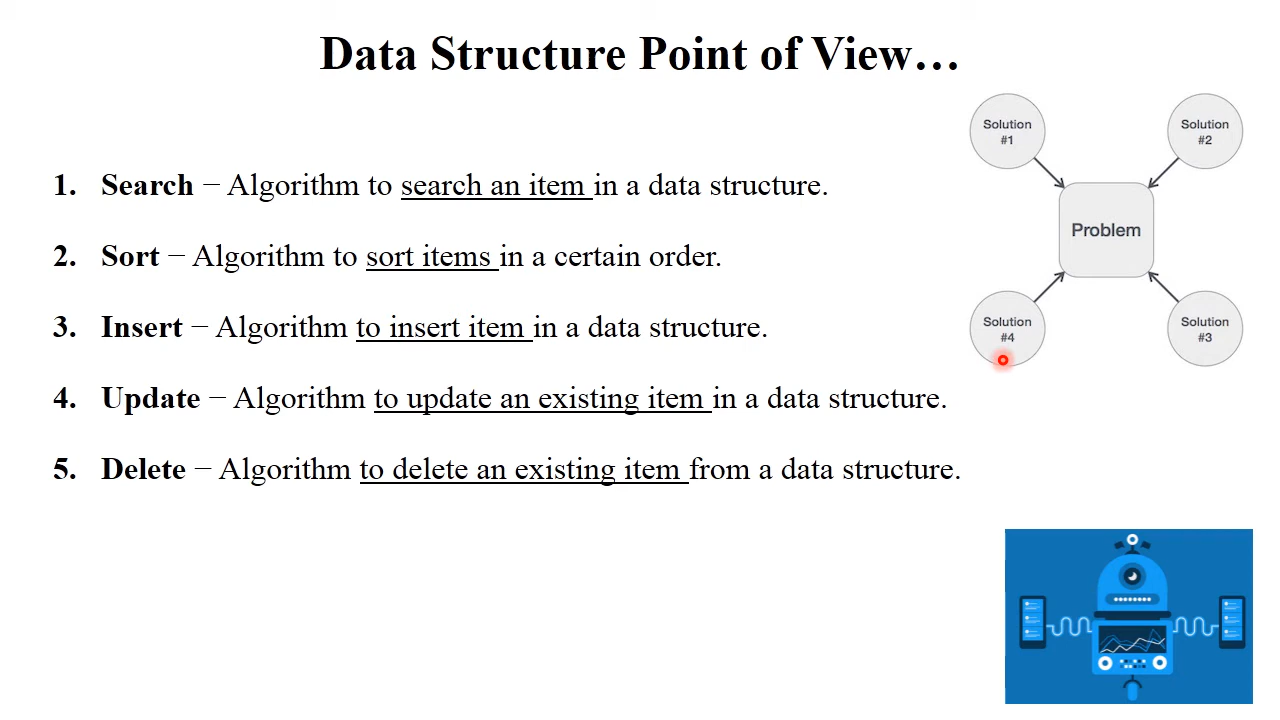 Data Structure Point of View…
1. Search − Algorithm to search an item in a data structure.
2. Sort − Algorithm to sort items in a certain order.
3. Insert − Algorithm to insert item in a data structure.
4. Update − Algorithm to update an existing item in a data structure.
5. Delete − Algorithm to delete an existing item from a data structure.
Solution
#1
Solution
#2
Problem
Solution
#4
Solution
#3